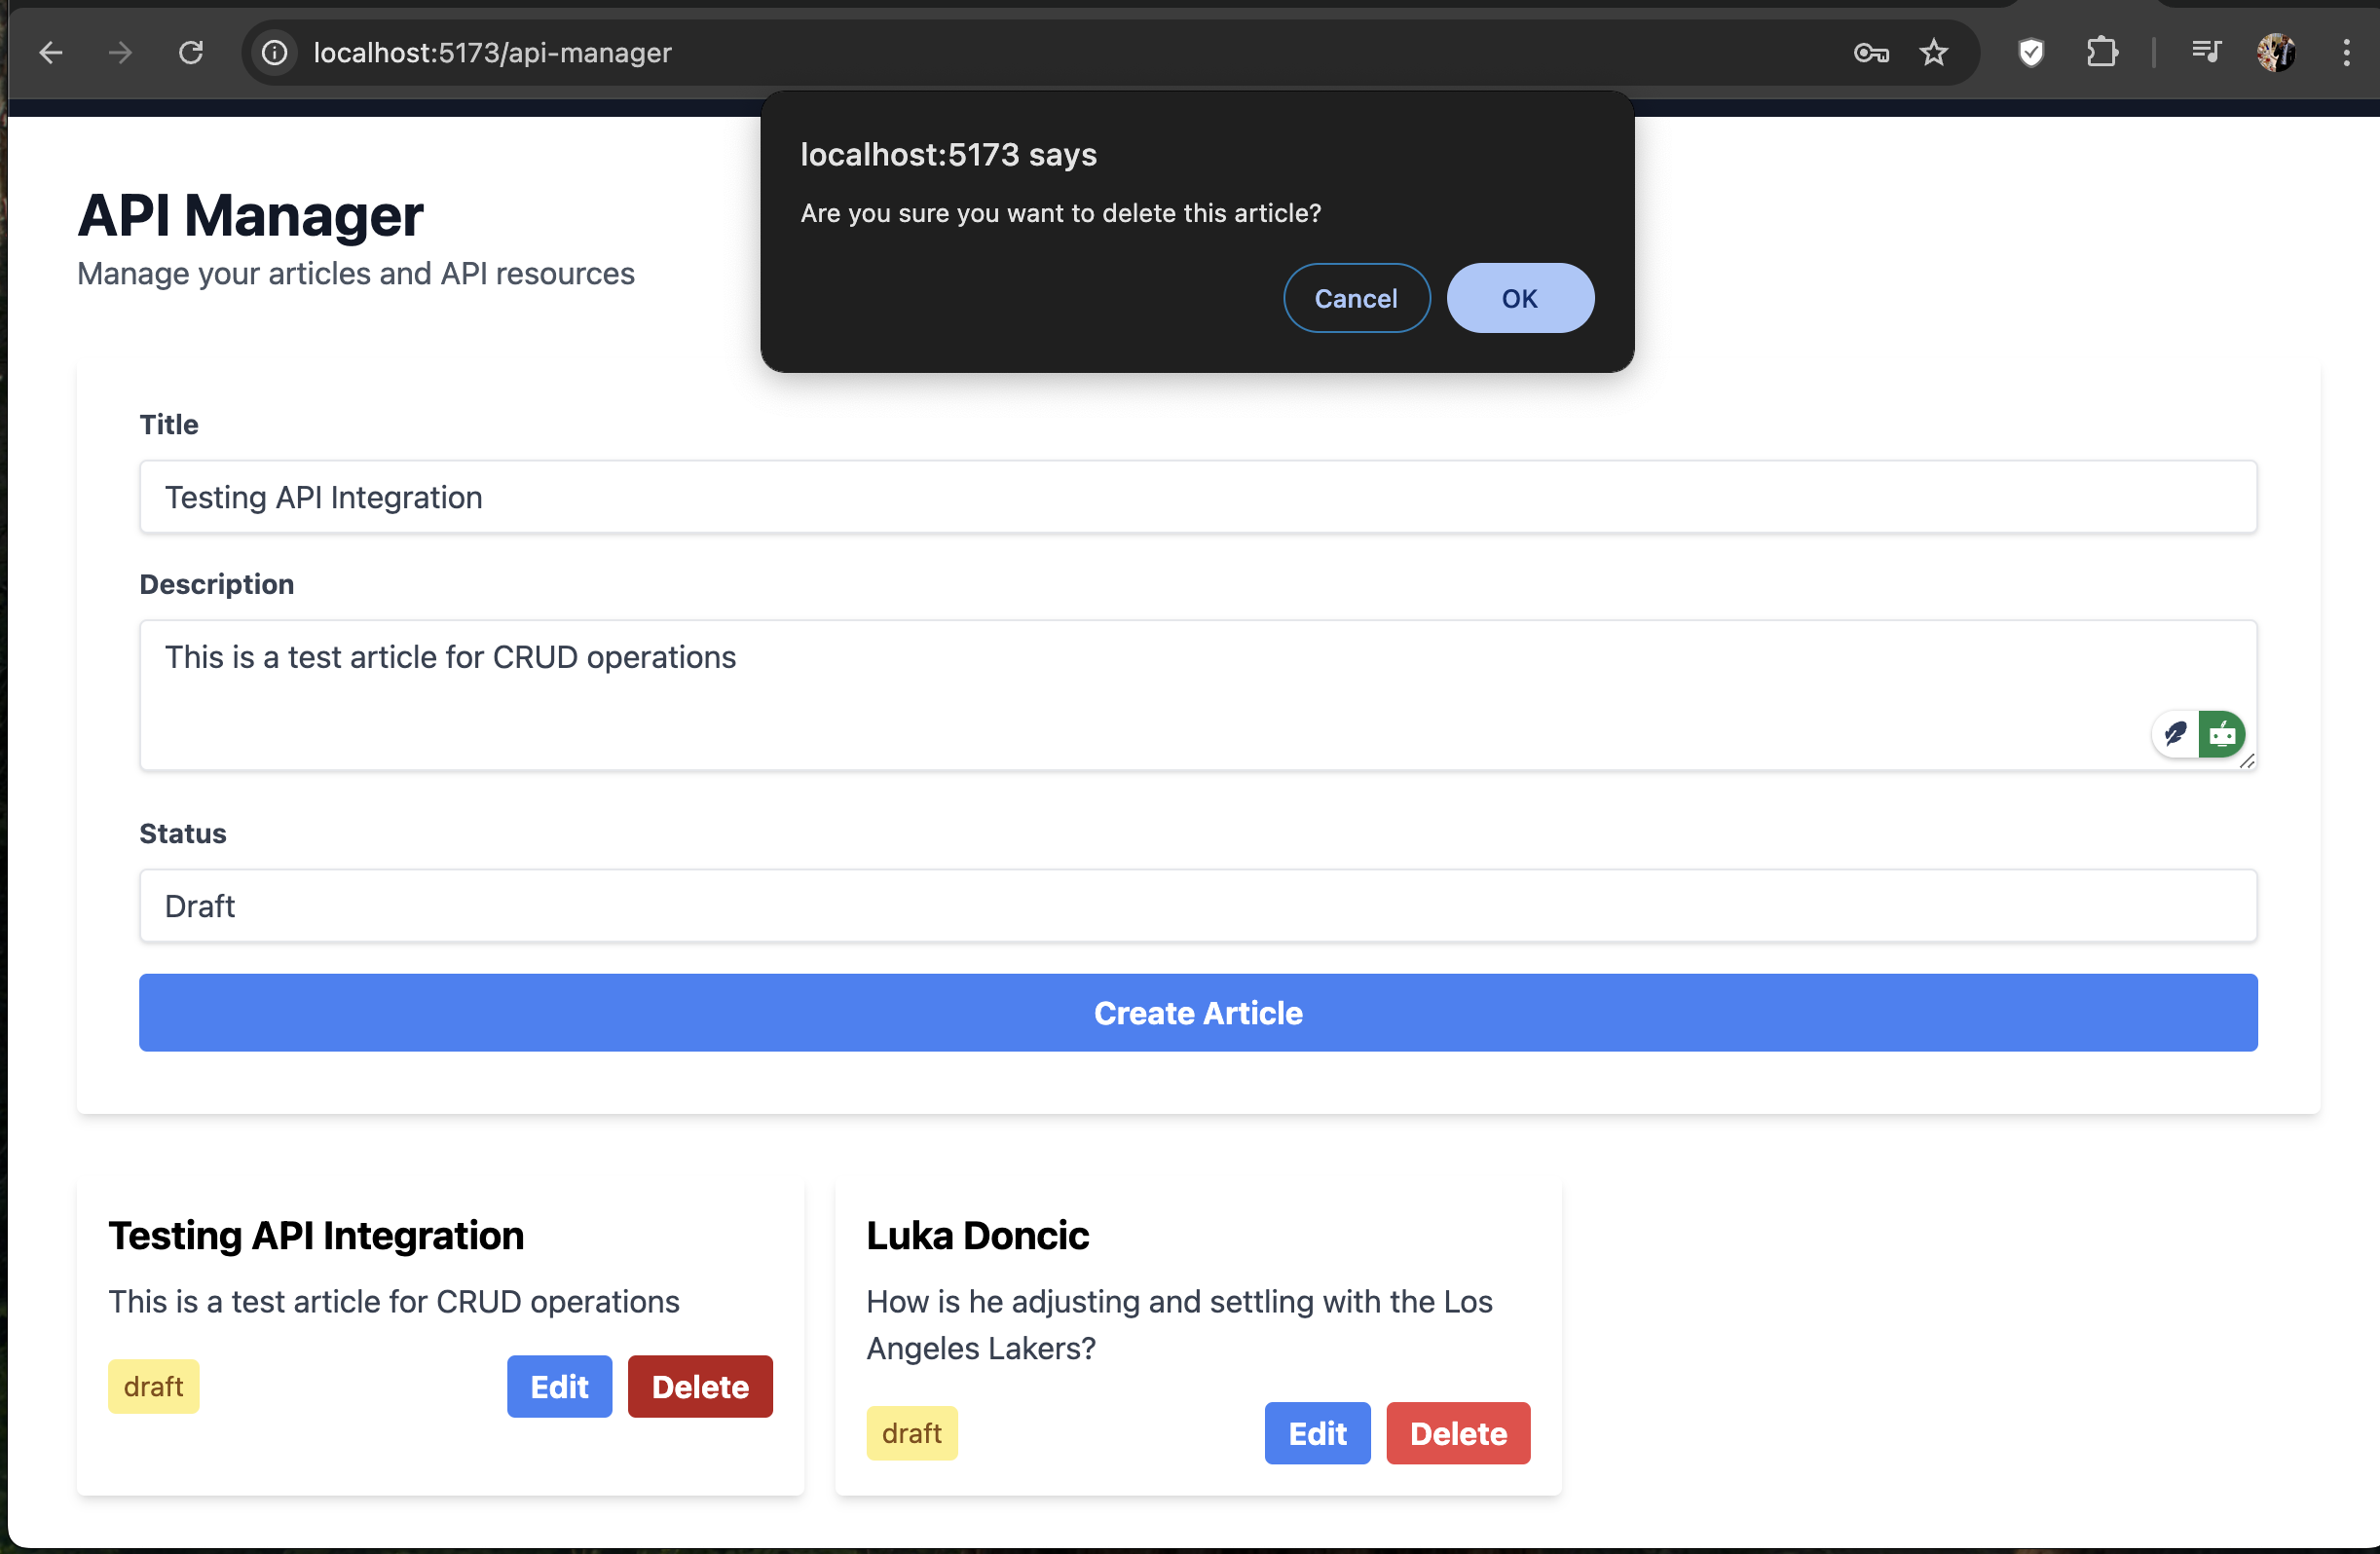 localhost:5173/api-manager
localhost:5173 says
Are you sure you want to delete this article?
Cancel
OK
API Manager
Manage your articles and API resources
Title
Testing API Integration
Description
This is a test article for CRUD operations
Status
Draft
Create Article
Testing API Integration
This is a test article for CRUD operations
draft
Edit
Delete
Luka Doncic
How is he adjusting and settling with the Los
Angeles Lakers?
draft
Edit
Delete